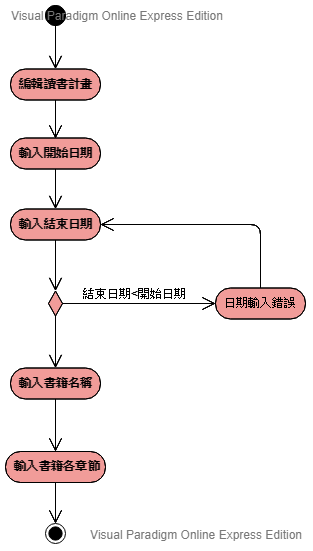 Visual Paradigm Online Express Edition
編輯讀書計畫
輸入開始日期
輸入結束日期
結束日期<開始日期
日期輸入錯誤
輸入書籍名稱
輸入書籍各章節
Visual Paradigm Online Express Edition